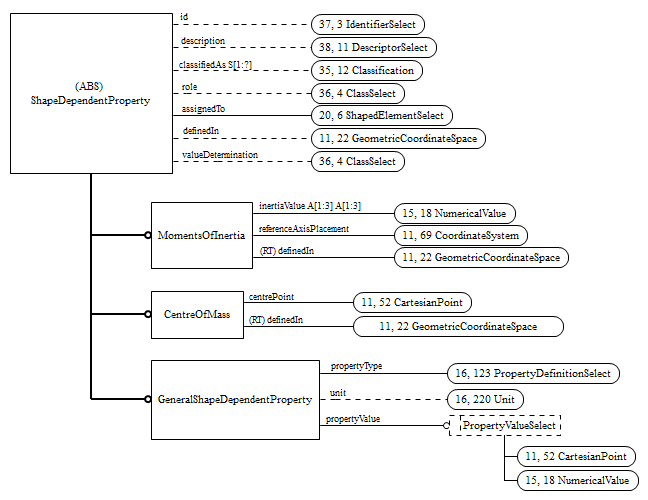 (ABS)
ShapeDependentProperty
id
37, 3 IdentifierSelect
description
38, 11 DescriptorSelect
classifiedAs S[1:?]
35, 12 Classification
role
36, 4 ClassSelect
assignedTo
20, 6 ShapedElementSelect
definedIn
11, 22 GeometricCoordinateSpace
valueDetermination
36, 4 ClassSelect
MomentsOfInertia
inertiaValue A[1:3] A[1:3]
15, 18 NumericalValue
referenceAxisPlacement
11, 69 CoordinateSystem
(RT) definedIn
11, 22 GeometricCoordinateSpace
CentreOfMass
centrePoint
11, 52 CartesianPoint
(RT) definedIn
11, 22 GeometricCoordinateSpace
GeneralShapeDependentProperty
propertyType
16, 123 PropertyDefinitionSelect
unit
16, 220 Unit
propertyValue
PropertyValueSelect
11, 52 CartesianPoint
15, 18 NumericalValue